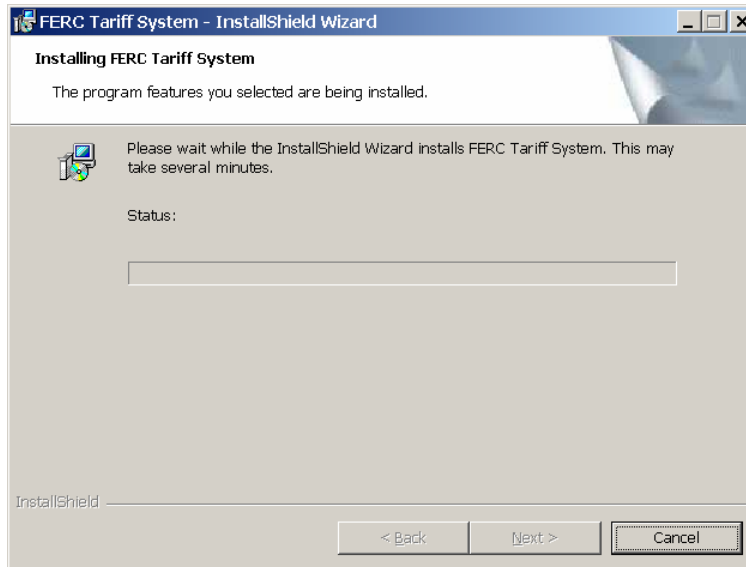 FERC Tariff System - InstallShield Wizard
Installing FERC Tariff System
The program features you selected are being installed.
Please wait while the InstallShield Wizard installs FERC Tariff System. This may
take several minutes.
Status:
InstallShield
< Back
Next >
Cancel